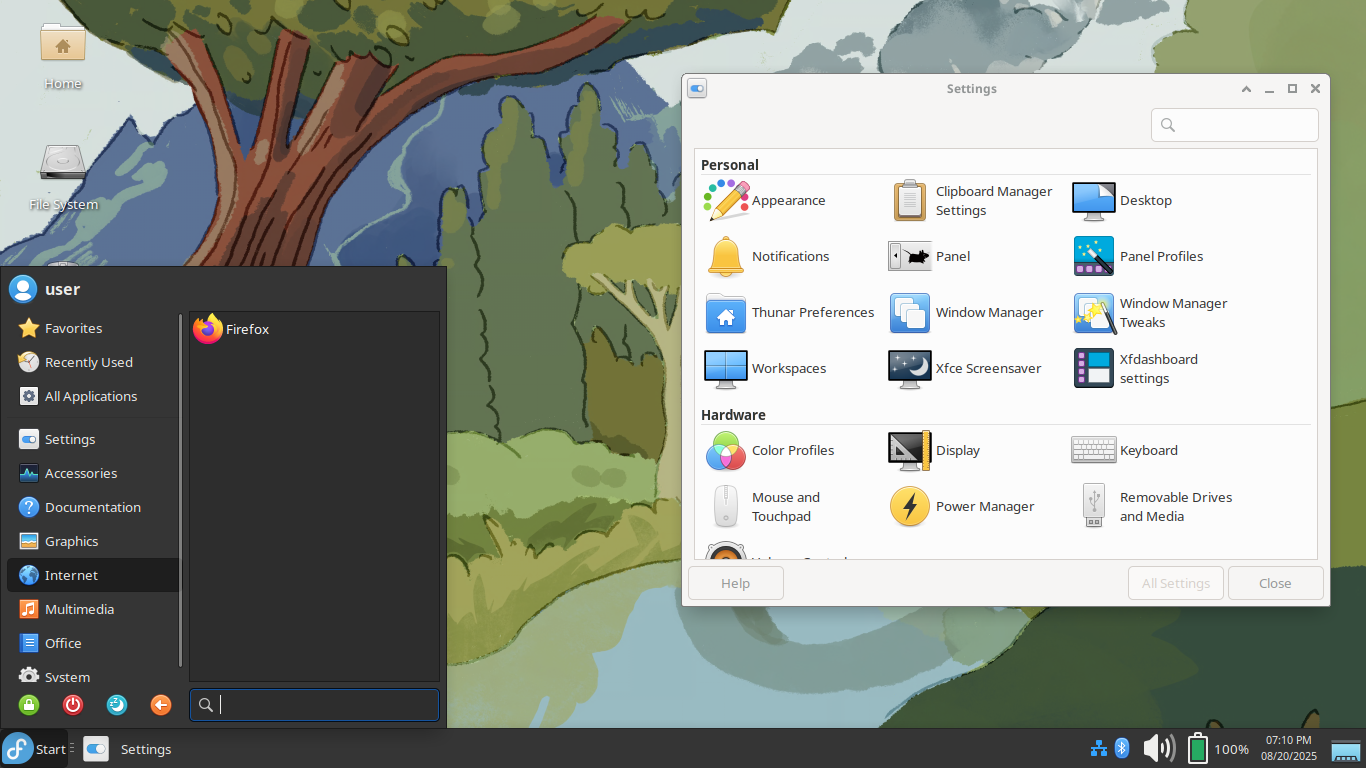 Home
File System
Settings
Personal
Appearance
Clipboard Manager
Settings
Desktop
Notifications
Panel
Panel Profiles
Thunar Preferences
Window Manager
Window Manager
Tweaks
Workspaces
Xfce Screensaver
Xfdashboard
settings
Hardware
Color Profiles
Display
Keyboard
Mouse and
Touchpad
Power Manager
Removable Drives
and Media
Help
All Settings
Close
user
Favorites
Recently Used
All Applications
Settings
Accessories
Documentation
Graphics
Internet
Multimedia
Office
System
Firefox
Start
Settings
100%
07:10 PM
08/20/2025